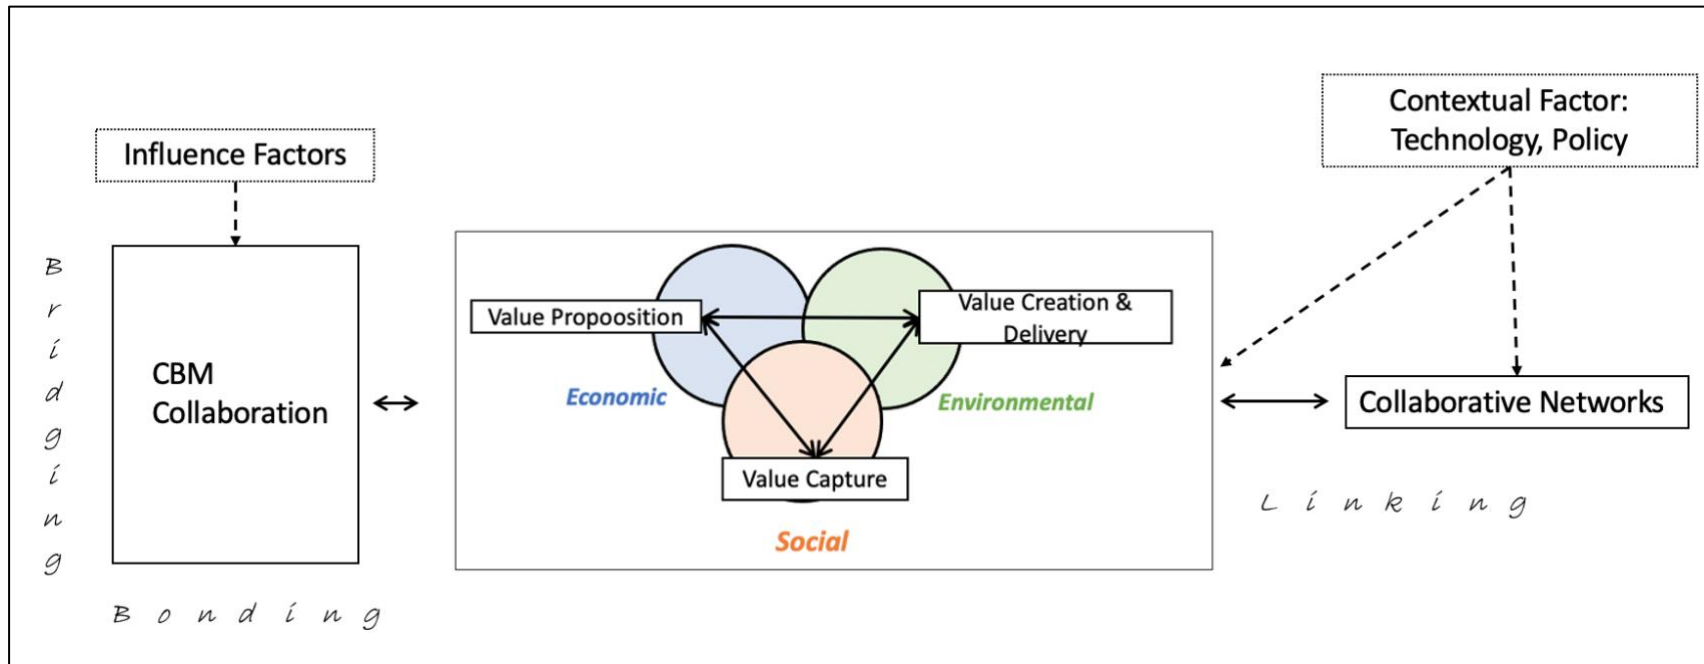 Contextual Factor:
Technology, Policy
Influence Factors
Bridging
CBM
Collaboration
Value Propoosition
Value Creation &
Delivery
Economic
Environmental
Collaborative Networks
Value Capture
Linking
Social
Bonding